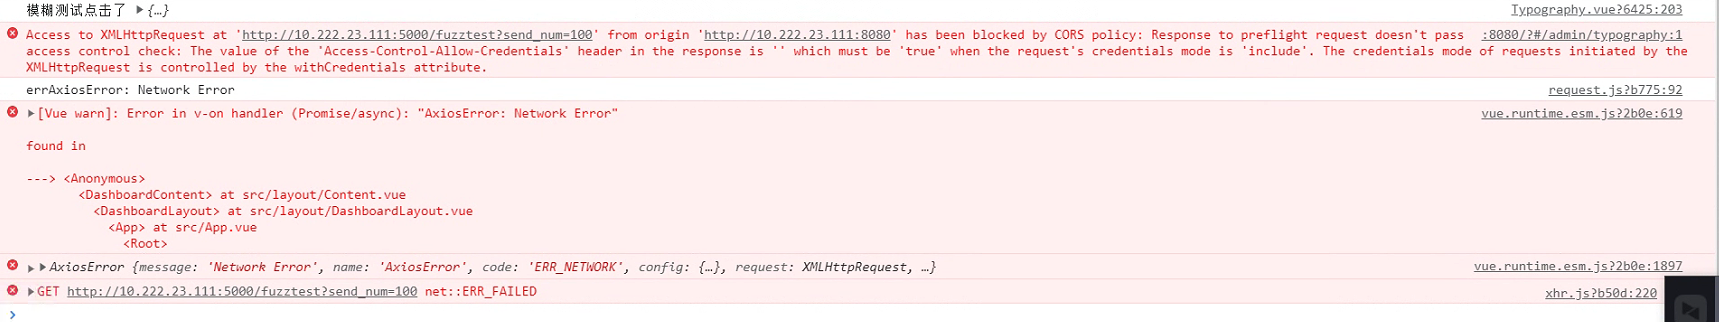 模糊测试点击了 ▶{…} Typography.vue?6425:203
Access to XMLHttpRequest at 'http://10.222.23.111:5000/fuzztest?send_num=100' from origin 'http://10.222.23.111:8080' has been blocked by CORS policy: Response to preflight request doesn't pass :8080/?#/admin/typography:1
access control check: The value of the 'Access-Control-Allow-Credentials' header in the response is '' which must be 'true' when the request's credentials mode is 'include'. The credentials mode of requests initiated by the
XMLHttpRequest is controlled by the withCredentials attribute.
errAxiosError: Network Error request.js?b775:92
▶[Vue warn]: Error in v-on handler (Promise/async): "AxiosError: Network Error" vue.runtime.esm.js?2b0e:619
found in
---> <Anonymous>
<DashboardContent> at src/layout/Content.vue
<DashboardLayout> at src/layout/DashboardLayout.vue
<App> at src/App.vue
<Root>
▶ ▶AxiosError {message: 'Network Error', name: 'AxiosError', code: 'ERR_NETWORK', config: {…}, request: XMLHttpRequest, …} vue.runtime.esm.js?2b0e:1897
▶GET http://10.222.23.111:5000/fuzztest?send_num=100 net::ERR_FAILED xhr.js?b50d:220